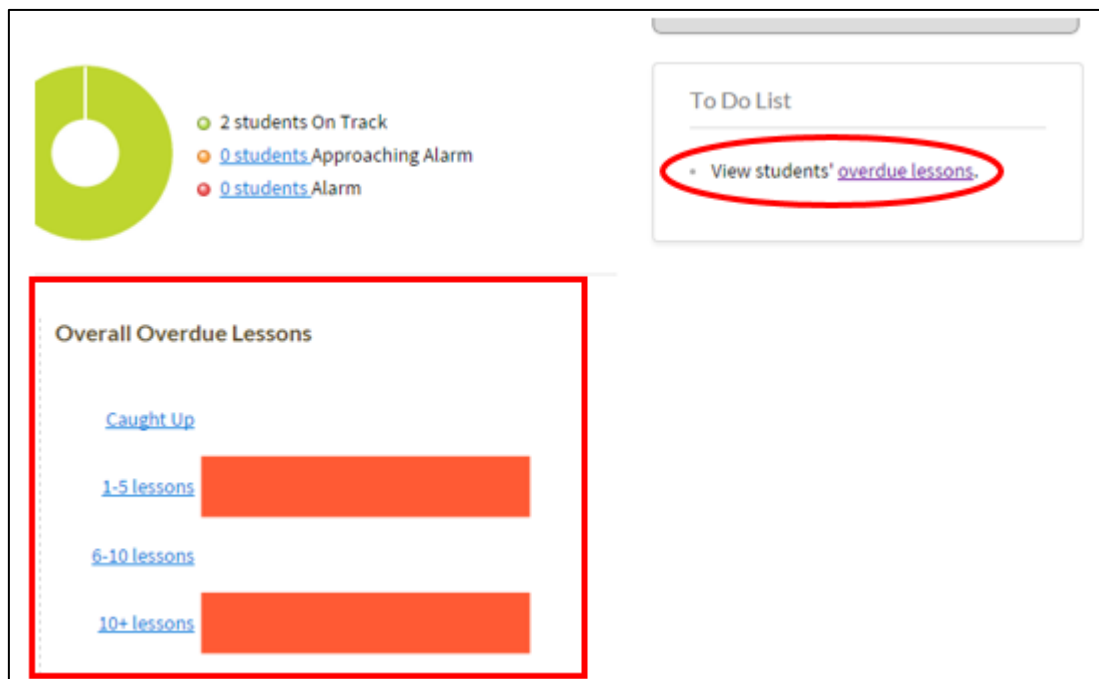 2 students On Track
0 students Approaching Alarm
0 students Alarm
To Do List
View students' overdue lessons.
Overall Overdue Lessons
Caught Up
1-5 lessons
6-10 lessons
10+ lessons